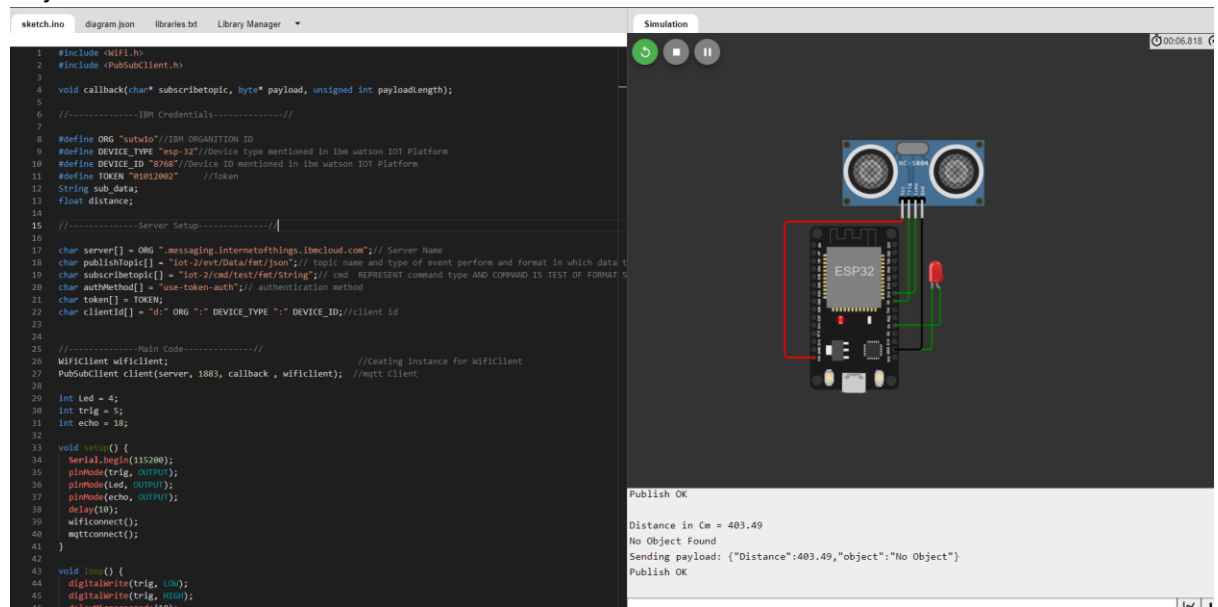 sketch.ino diagram.json libraries.txt Library Manager
1 #include <WiFi.h>
2 #include <PubSubClient.h>
3
4 void callback(char* subscribetopic, byte* payload, unsigned int payloadLength);
5
6 //--------------IBM Credentials--------------//
7
8 #define ORG "sutw1o"//IBM ORGANITION ID
9 #define DEVICE_TYPE "esp-32"//Device type mentioned in ibm watson IOT Platform
10 #define DEVICE_ID "8768"//Device ID mentioned in ibm watson IOT Platform
11 #define TOKEN "01012002" //Token
12 String sub_data;
13 float distance;
14
15 //--------------Server Setup--------------//
16
17 char server[] = ORG ".messaging.internetofthings.ibmcloud.com";// Server Name
18 char publishTopic[] = "iot-2/evt/Data/fmt/json";// topic name and type of event perform and format in which data t
19 char subscribetopic[] = "iot-2/cmd/test/fmt/String";// cmd REPRESENT command type AND COMMAND IS TEST OF FORMAT S
20 char authMethod[] = "use-token-auth";// authentication method
21 char token[] = TOKEN;
22 char clientId[] = "d:" ORG ":" DEVICE_TYPE ":" DEVICE_ID;//client id
23
24
25 //--------------Main Code--------------//
26 WiFiClient wificlient; //Ceating instance for WifiClient
27 PubSubClient client(server, 1883, callback , wificlient); //mqtt Client
28
29 int Led = 4;
30 int trig = 5;
31 int echo = 18;
32
33 void setup() {
34 Serial.begin(115200);
35 pinMode(trig, OUTPUT);
36 pinMode(Led, OUTPUT);
37 pinMode(echo, OUTPUT);
38 delay(10);
39 wificonnect();
40 mqttconnect();
41 }
42
43 void loop() {
44 digitalWrite(trig, LOW);
45 digitalWrite(trig, HIGH);
Simulation
00:06.818
HC-SR04
Vcc Trig Echo Gnd
ESP32
Publish OK
Distance in Cm = 403.49
No Object Found
Sending payload: {"Distance":403.49,"object":"No Object"}
Publish OK